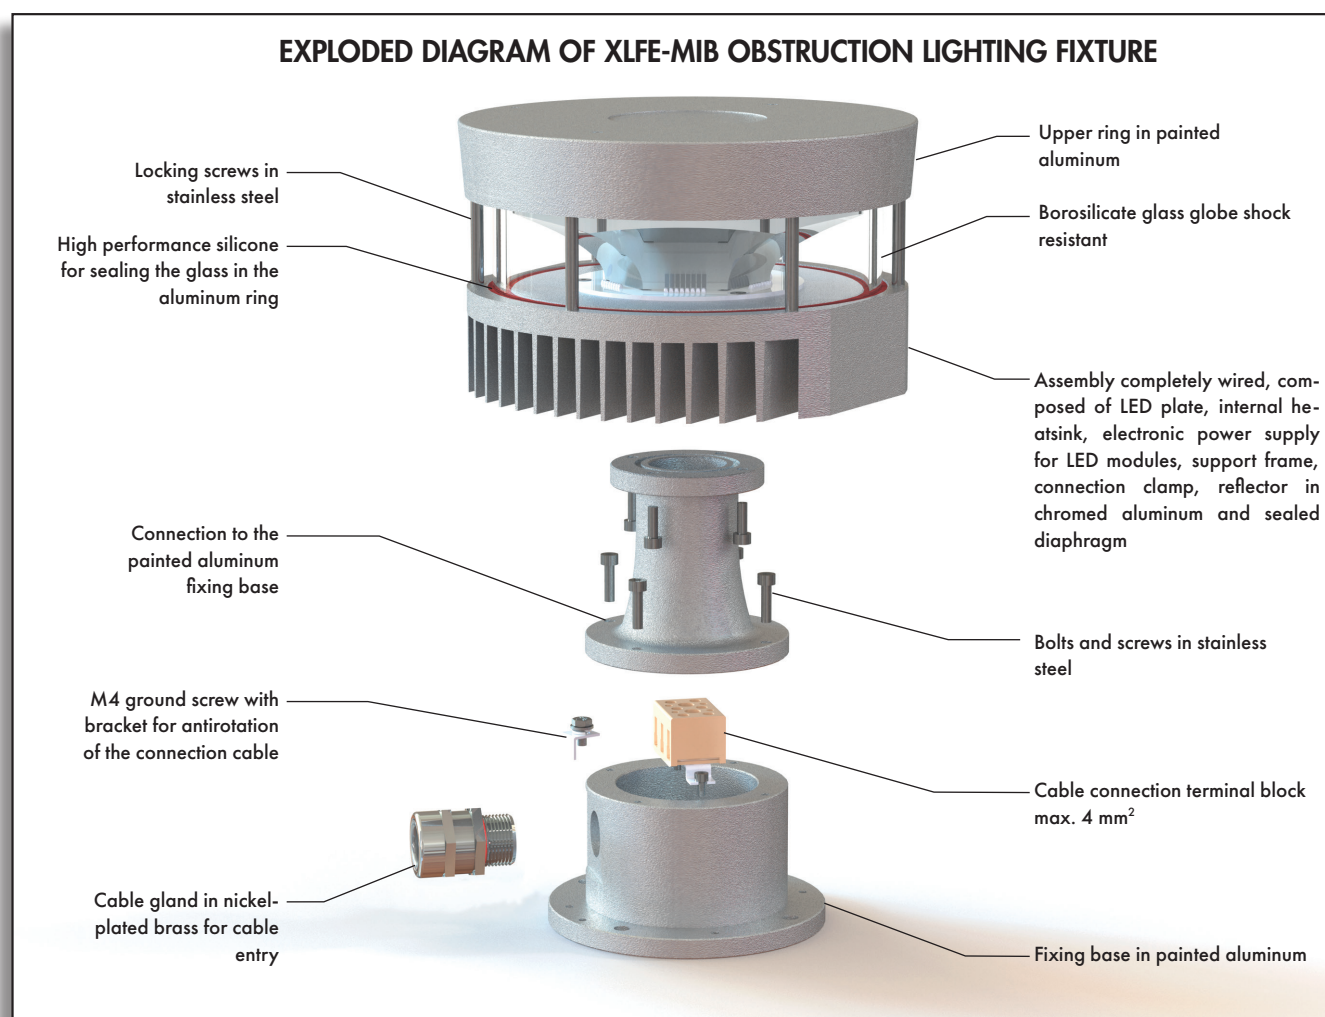 EXPLODED DIAGRAM OF XLFE-MIB OBSTRUCTION LIGHTING FIXTURE
Locking screws in
stainless steel
High performance silicone
for sealing the glass in the
aluminum ring
Connection to the
painted aluminum
fixing base
M4 ground screw with
bracket for antirotation
of the connection cable
Cable gland in nickel-
plated brass for cable
entry
Upper ring in painted
aluminum
Borosilicate glass globe shock
resistant
Assembly completely wired, com-
posed of LED plate, internal he-
atsink, electronic power supply
for LED modules, support frame,
connection clamp, reflector in
chromed aluminum and sealed
diaphragm
Bolts and screws in stainless
steel
Cable connection terminal block
max. 4 mm²
Fixing base in painted aluminum